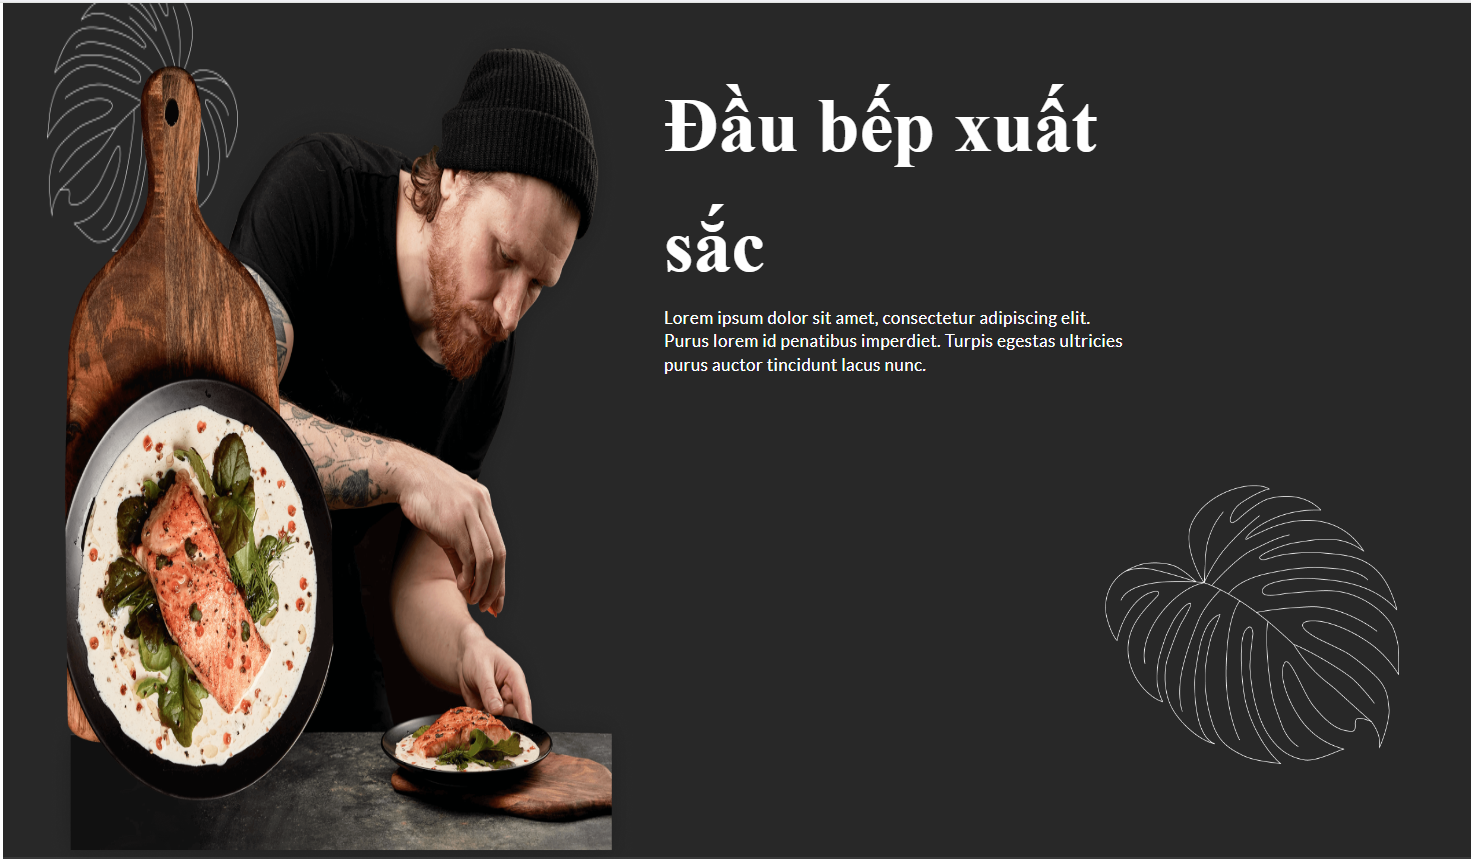 Đầu bếp xuất
sắc
Lorem ipsum dolor sit amet, consectetur adipiscing elit.
Purus lorem id penatibus imperdiet. Turpis egestas ultricies
purus auctor tincidunt lacus nunc.